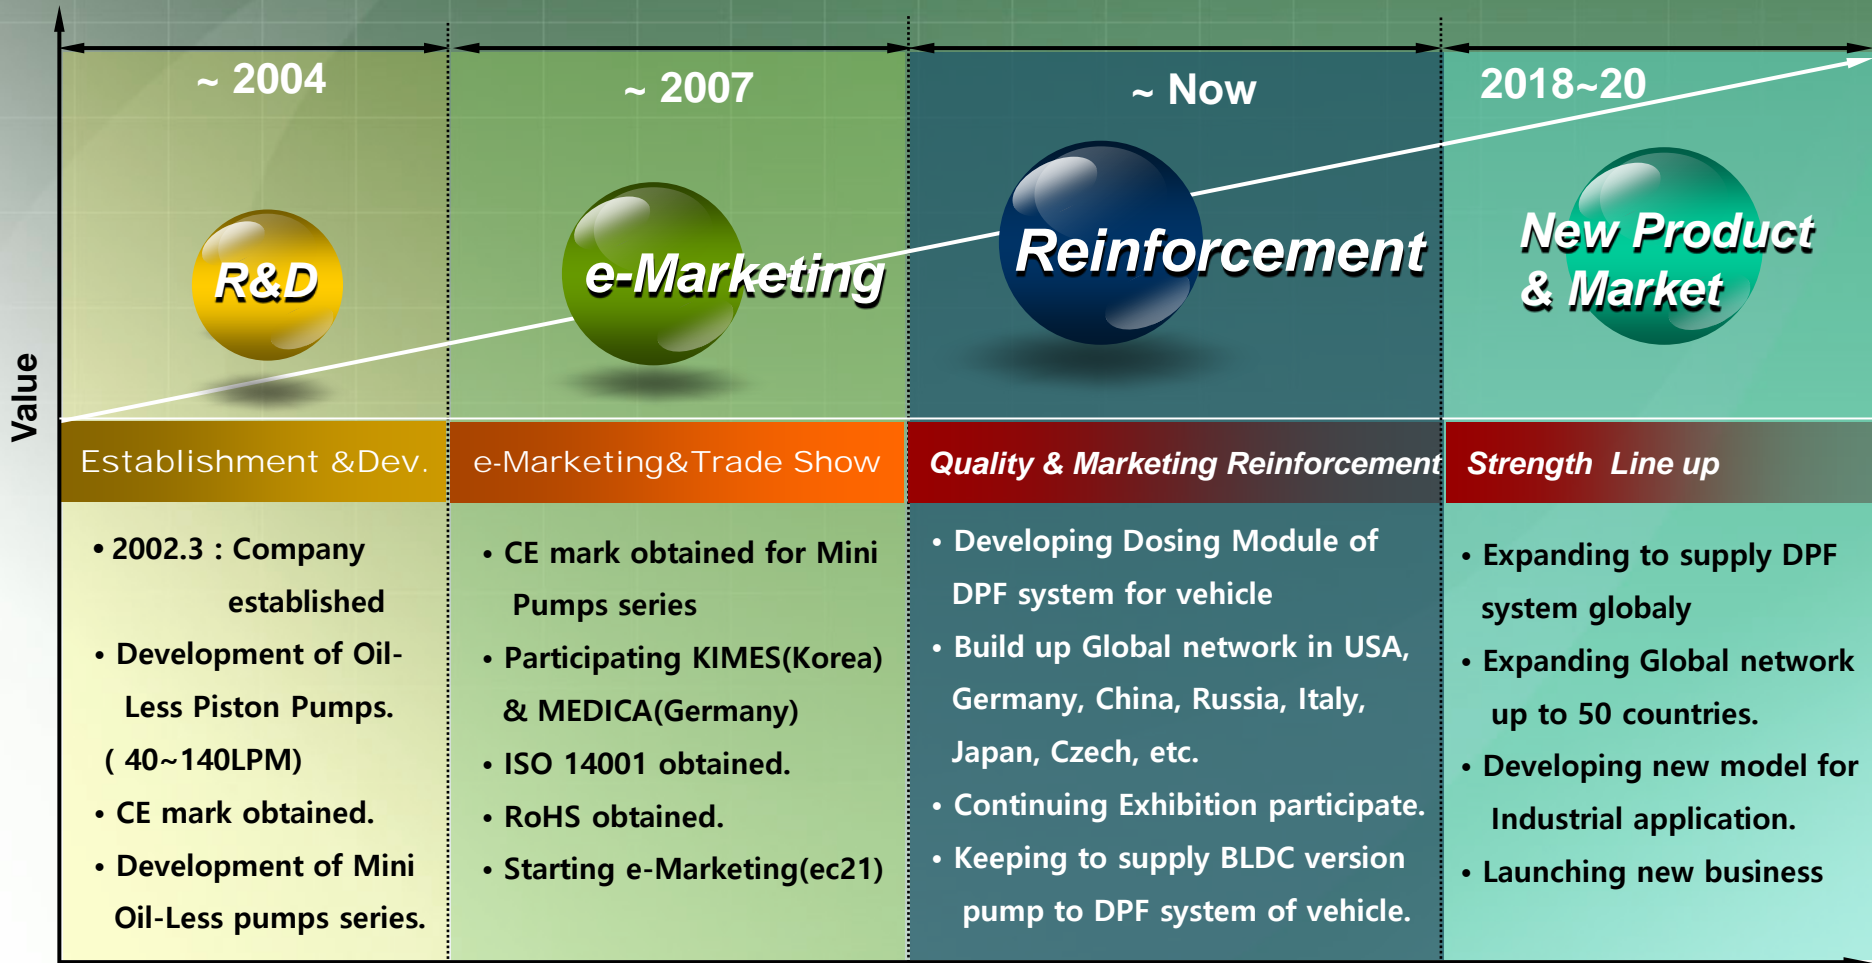 Value
~ 2004
R&D
Establishment &Dev.
• 2002.3 : Company
established
• Development of Oil-
Less Piston Pumps.
( 40~140LPM)
• CE mark obtained.
• Development of Mini
Oil-Less pumps series.
~ 2007
e-Marketing
e-Marketing&Trade Show
• CE mark obtained for Mini
Pumps series
• Participating KIMES(Korea)
& MEDICA(Germany)
• ISO 14001 obtained.
• RoHS obtained.
• Starting e-Marketing(ec21)
~ Now
Reinforcement
Quality & Marketing Reinforcement
• Developing Dosing Module of
DPF system for vehicle
• Build up Global network in USA,
Germany, China, Russia, Italy,
Japan, Czech, etc.
• Continuing Exhibition participate.
• Keeping to supply BLDC version
pump to DPF system of vehicle.
2018~20
New Product
& Market
Strength Line up
• Expanding to supply DPF
system globaly
• Expanding Global network
up to 50 countries.
• Developing new model for
Industrial application.
• Launching new business